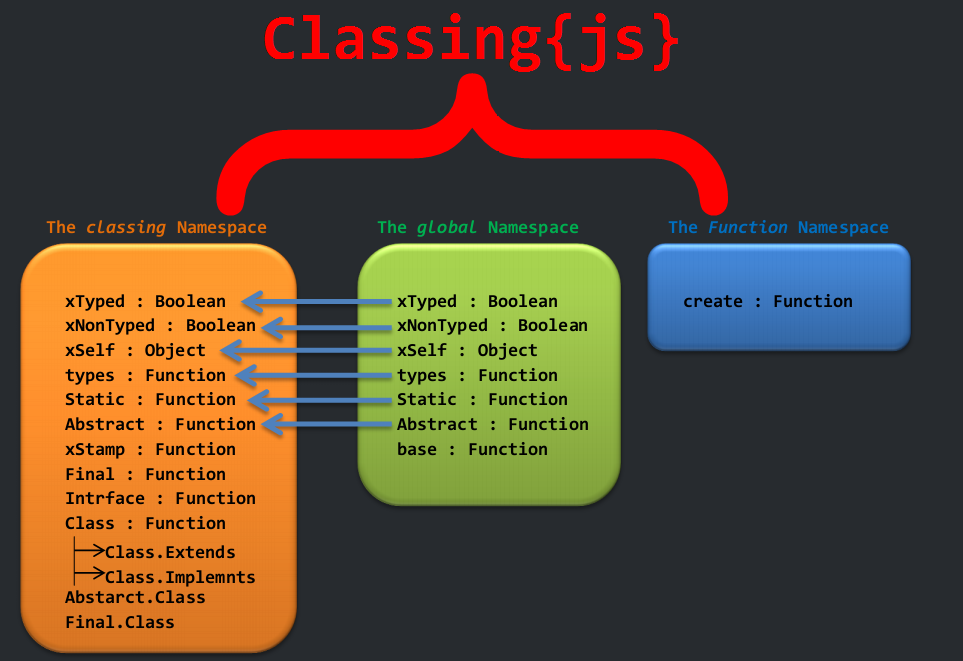 Classing{js}
The classing Namespace
xTyped : Boolean
xNonTyped : Boolean
xSelf : Object
types : Function
Static : Function
Abstract : Function
xStamp : Function
Final : Function
Intrface : Function
Class : Function
Class.Extends
Class.Implemnts
Abstarct.Class
Final.Class
The global Namespace
xTyped : Boolean
xNonTyped : Boolean
xSelf : Object
types : Function
Static : Function
Abstract : Function
base : Function
The Function Namespace
create : Function